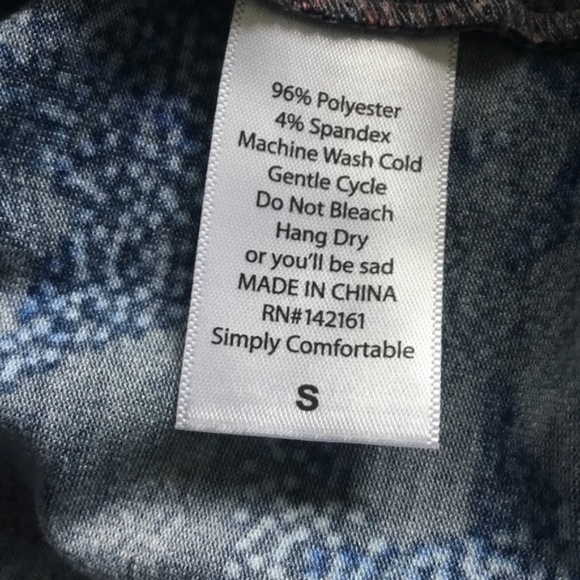 96% Polyester
4% Spandex
Machine Wash Cold
Gentle Cycle
Do Not Bleach
Hang Dry
or you'll be sad
MADE IN CHINA
RN#142161
Simply Comfortable
S